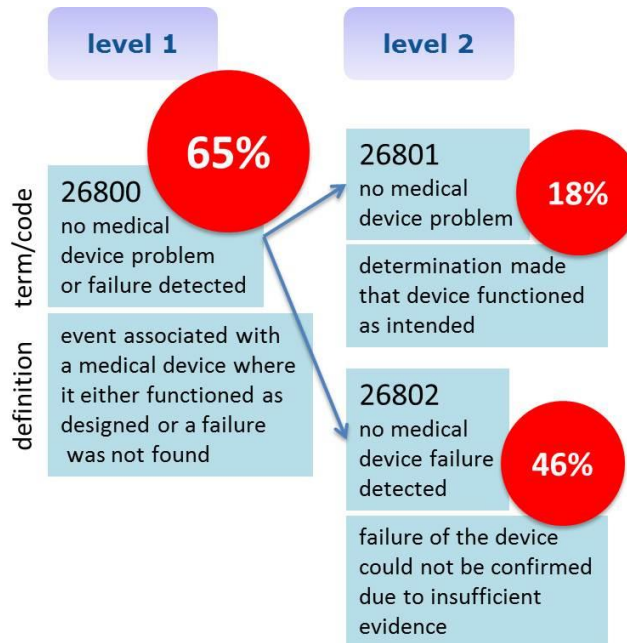 level 1
level 2
65%
term/code
26800
no medical
device problem
or failure detected
definition
event associated with
a medical device where
it either functioned as
designed or a failure
was not found
26801
no medical
device problem
18%
determination made
that device functioned
as intended
26802
no medical
device failure
detected
46%
failure of the device
could not be confirmed
due to insufficient
evidence